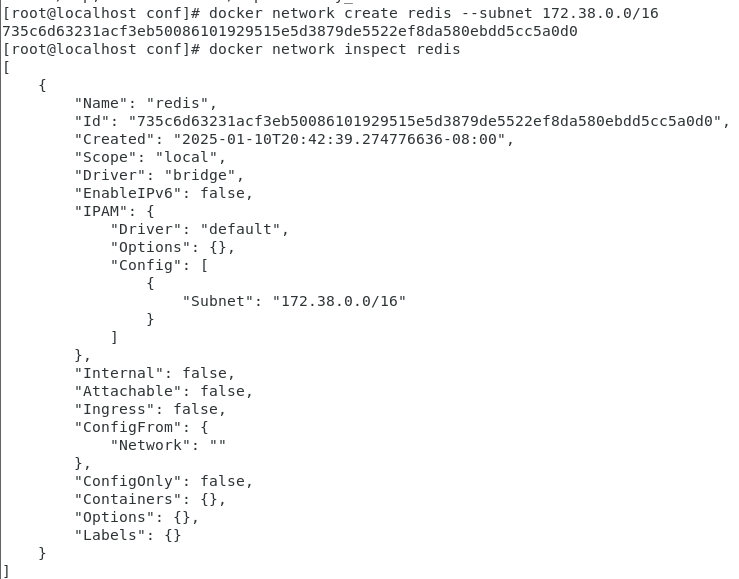 [root@localhost conf]# docker network create redis --subnet 172.38.0.0/16
735c6d63231acf3eb50086101929515e5d3879de5522ef8da580ebdd5cc5a0d0
[root@localhost conf]# docker network inspect redis
[
    {
        "Name": "redis",
        "Id": "735c6d63231acf3eb50086101929515e5d3879de5522ef8da580ebdd5cc5a0d0",
        "Created": "2025-01-10T20:42:39.274776636-08:00",
        "Scope": "local",
        "Driver": "bridge",
        "EnableIPv6": false,
        "IPAM": {
            "Driver": "default",
            "Options": {},
            "Config": [
                {
                    "Subnet": "172.38.0.0/16"
                }
            ]
        },
        "Internal": false,
        "Attachable": false,
        "Ingress": false,
        "ConfigFrom": {
            "Network": ""
        },
        "ConfigOnly": false,
        "Containers": {},
        "Options": {},
        "Labels": {}
    }
]